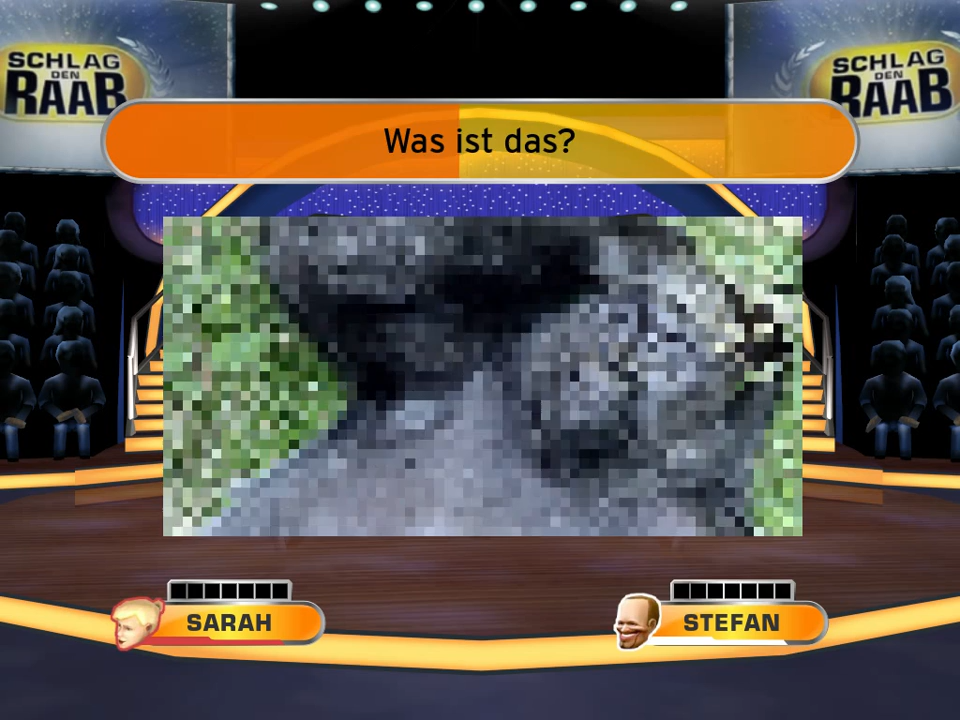 SCHLAG
DEN
RAAB
SCHLAG
DEN
RAAB
Was ist das?
SARAH
STEFAN